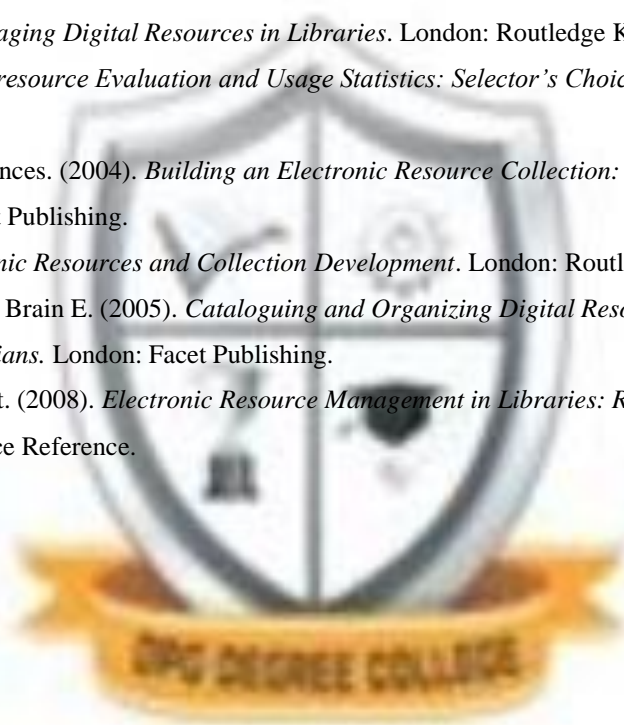 aging Digital Resources in Libraries. London: Routledge K
resource Evaluation and Usage Statistics: Selector’s Choic
nces. (2004). Building an Electronic Resource Collection:
t Publishing.
nic Resources and Collection Development. London: Routl
Brain E. (2005). Cataloguing and Organizing Digital Reso
ians. London: Facet Publishing.
t. (2008). Electronic Resource Management in Libraries: R
ce Reference.
DPG DEGREE COLLEGE